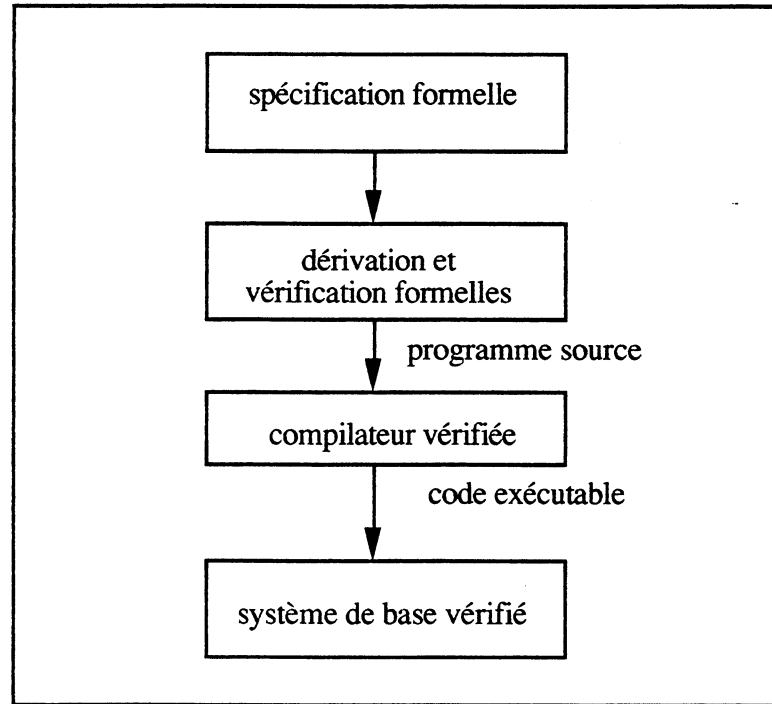 spécification formelle
dérivation et
vérification formelles
programme source
compilateur vérifiée
code exécutable
système de base vérifié